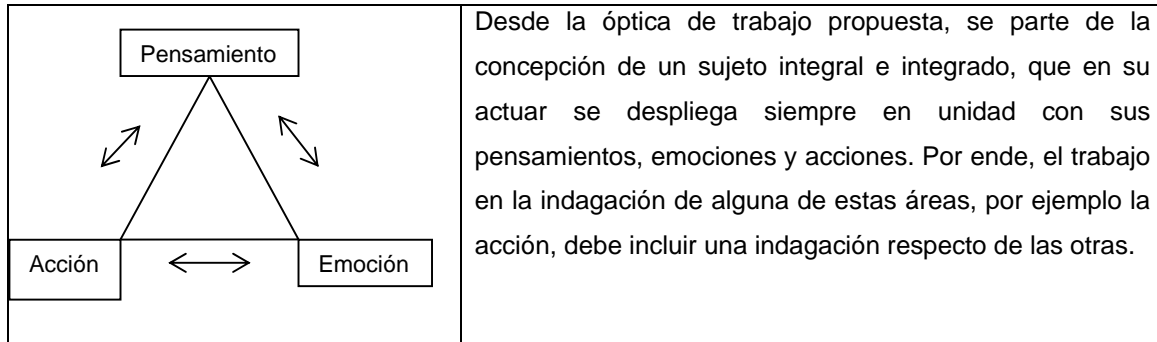 Pensamiento
Acción
Emoción
Desde la óptica de trabajo propuesta, se parte de la
concepción de un sujeto integral e integrado, que en su
actuar se despliega siempre en unidad con sus
pensamientos, emociones y acciones. Por ende, el trabajo
en la indagación de alguna de estas áreas, por ejemplo la
acción, debe incluir una indagación respecto de las otras.